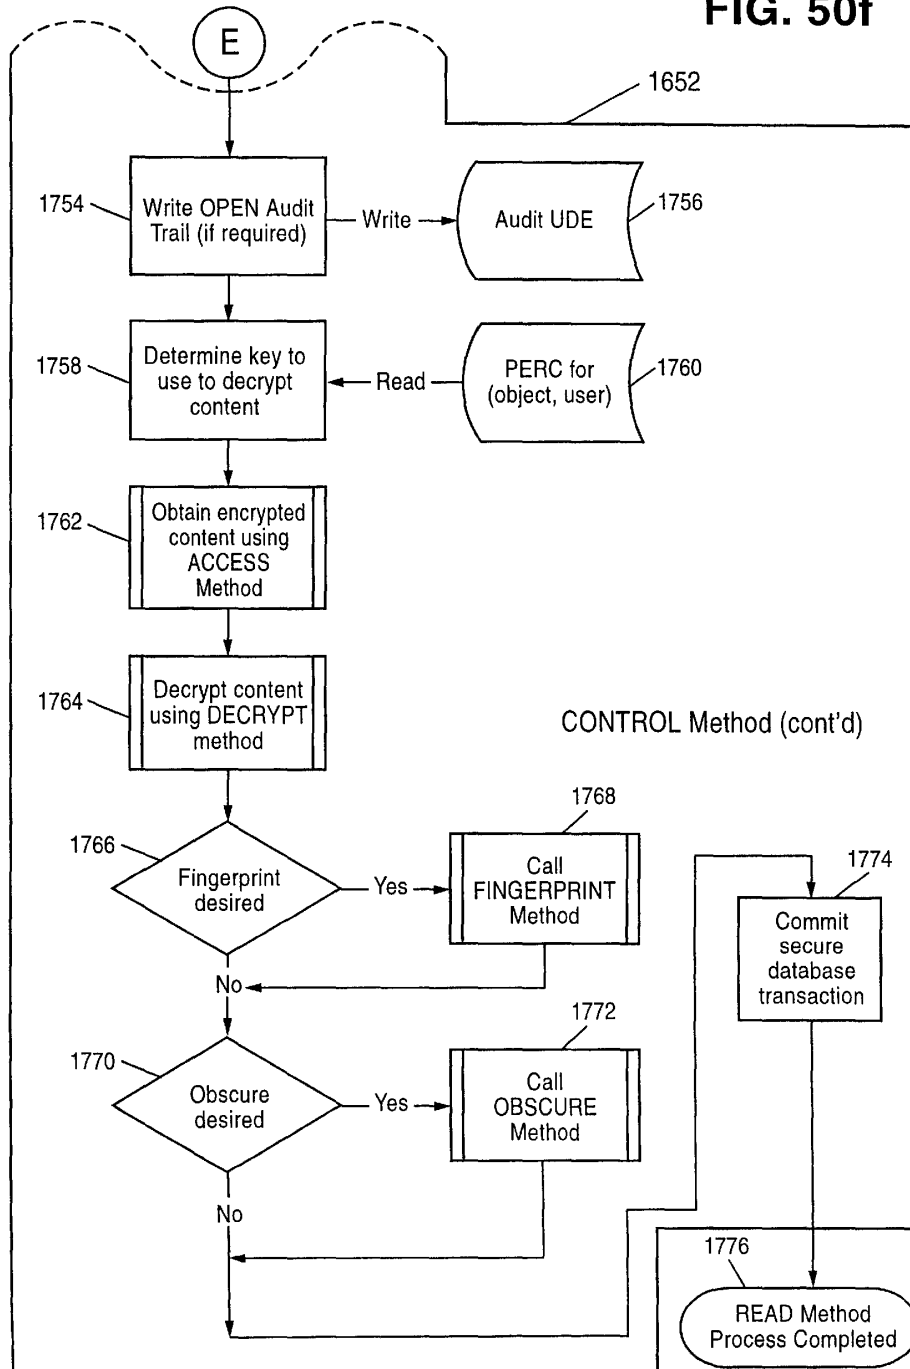 FIG. 50f
E
1652
1754
Write OPEN Audit
Trail (if required)
Write
Audit UDE
1756
1758
Determine key to
use to decrypt
content
Read
PERC for
(object, user)
1760
1762
Obtain encrypted
content using
ACCESS
Method
1764
Decrypt content
using DECRYPT
method
CONTROL Method (cont'd)
1766
Fingerprint
desired
Yes
1768
Call
FINGERPRINT
Method
No
1770
Obscure
desired
Yes
1772
Call
OBSCURE
Method
No
1774
Commit
secure
database
transaction
1776
READ Method
Process Completed